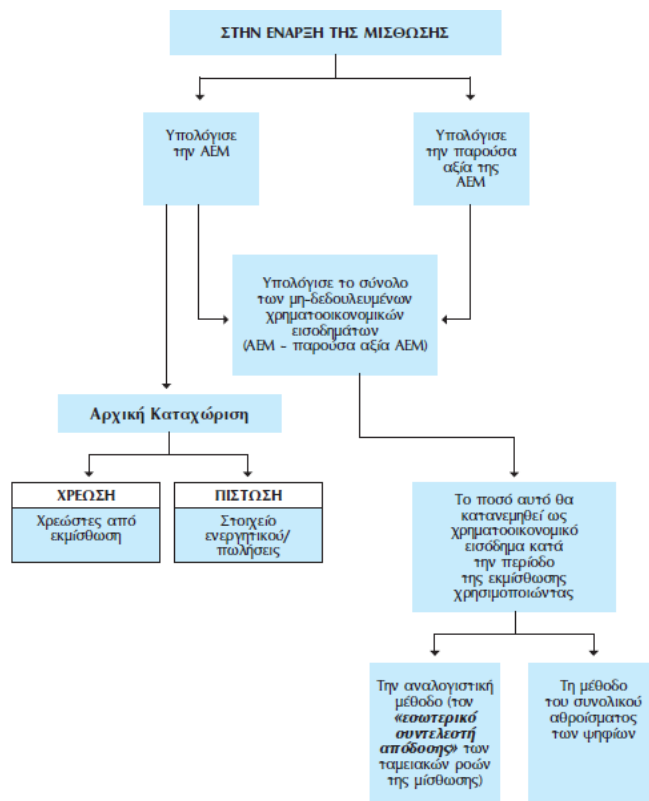 ΣΤΗΝ ΕΝΑΡΞΗ ΤΗΣ ΜΙΣΘΩΣΗΣ
Υπολόγισε
την ΑΕΜ
Υπολόγισε
την παρούσα
αξία της
ΑΕΜ
Υπολόγισε το σύνολο
των μη-δεδουλευμένων
χρηματοοικονομικών
εισοδημάτων
(ΑΕΜ – παρούσα αξία ΑΕΜ)
Αρχική Καταχώριση
ΧΡΕΩΣΗ
Χρεώστες από
εκμίσθωση
ΠΙΣΤΩΣΗ
Στοιχείο
ενεργητικού/
πωλήσεις
Το ποσό αυτό θα
κατανεμηθεί ως
χρηματοοικονομικό
εισόδημα κατά
την περίοδο
της εκμίσθωσης
χρησιμοποιώντας
Την αναλογιστική
μέθοδο (τον
«εσωτερικό
συντελεστή
απόδοσης» των
ταμειακών ροών
της μίσθωσης)
Τη μέθοδο
του συνολικού
αθροίσματος
των ψηφίων